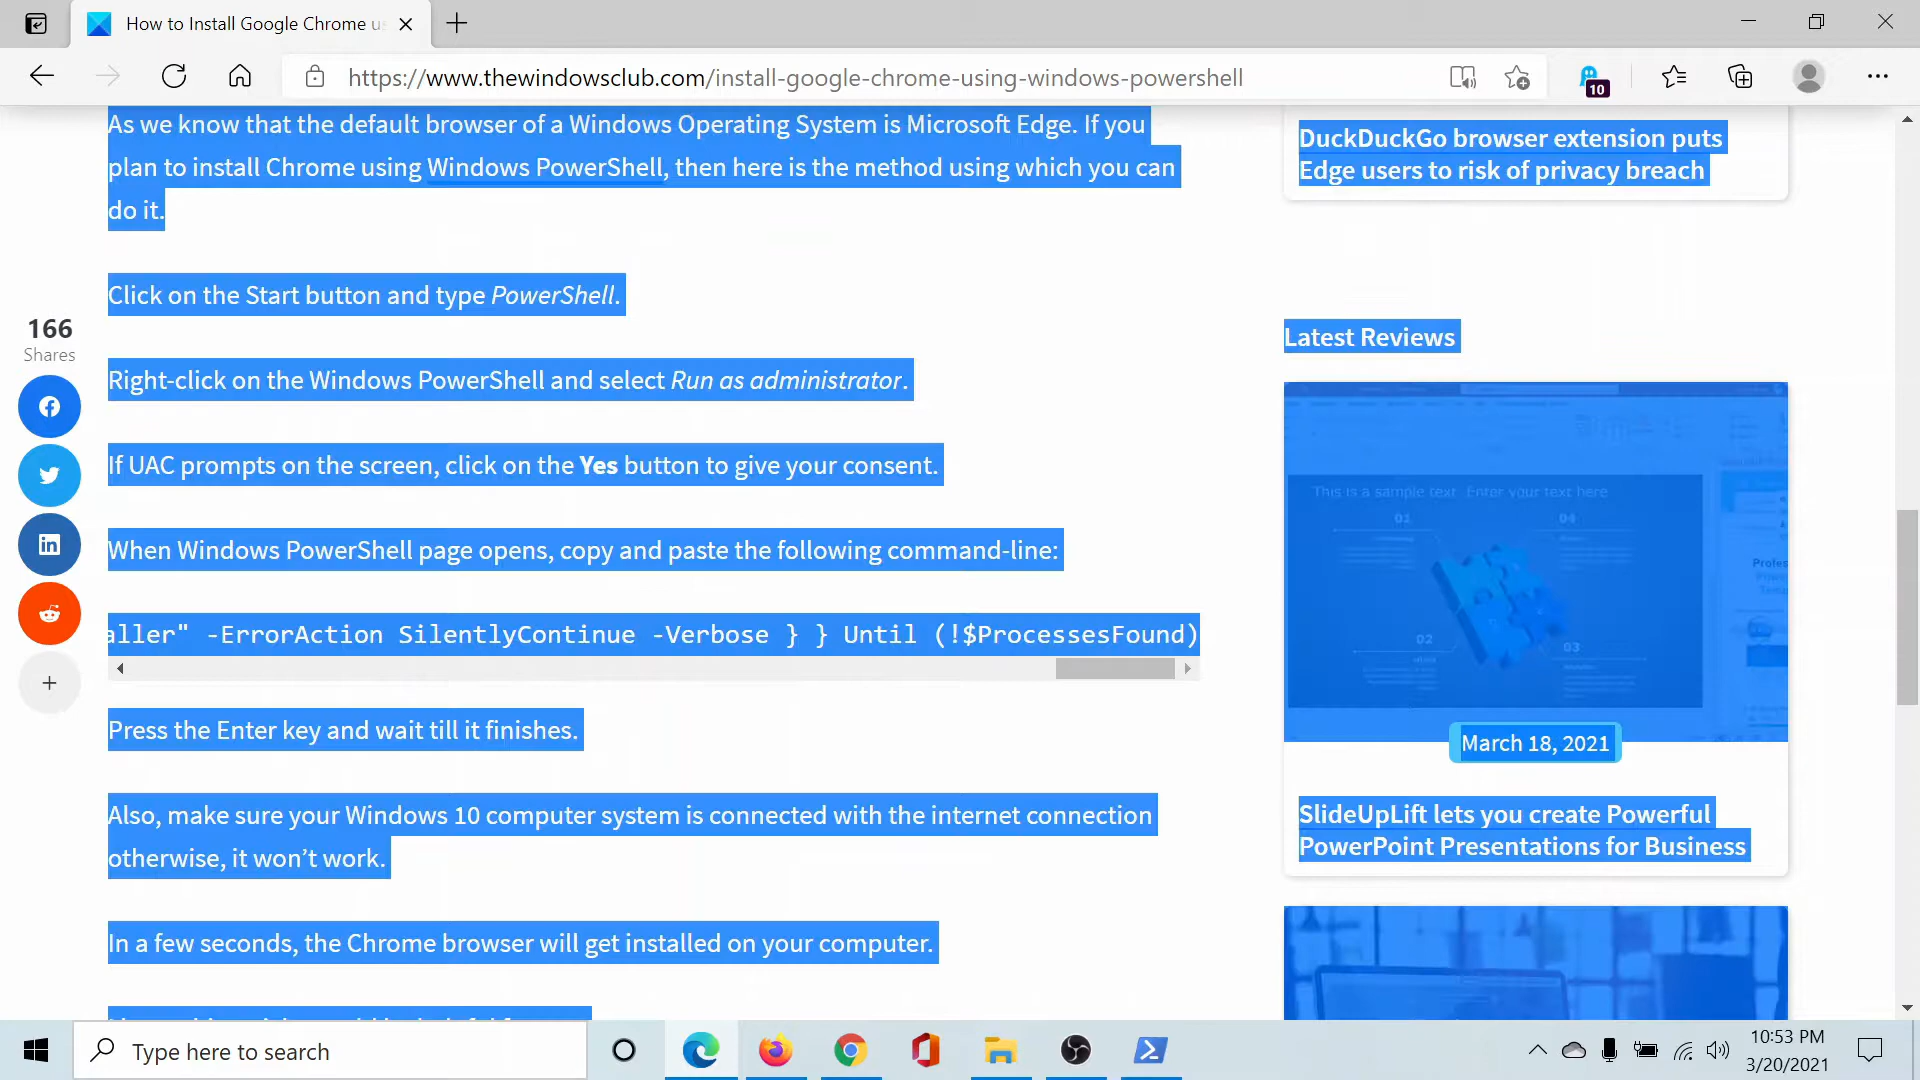 How to Install Google Chrome
https://www.thewindowsclub.com/install-google-chrome-using-windows-powershell
10
As we know that the default browser of a Windows Operating System is Microsoft Edge. If you
plan to install Chrome using Windows PowerShell, then here is the method using which you can
do it.
Click on the Start button and type PowerShell.
Right-click on the Windows PowerShell and select Run as administrator.
If UAC prompts on the screen, click on the Yes button to give your consent.
When Windows PowerShell page opens, copy and paste the following command-line:
aller" -ErrorAction SilentlyContinue -Verbose } } Until (!$ProcessesFound)
Press the Enter key and wait till it finishes.
Also, make sure your Windows 10 computer system is connected with the internet connection
otherwise, it won’t work.
In a few seconds, the Chrome browser will get installed on your computer.
166
Shares
DuckDuckGo browser extension puts
Edge users to risk of privacy breach
Latest Reviews
This is a sample text. Enter your text here
01
04
02
03
March 18, 2021
SlideUpLift lets you create Powerful
PowerPoint Presentations for Business
Type here to search
10:53 PM
3/20/2021